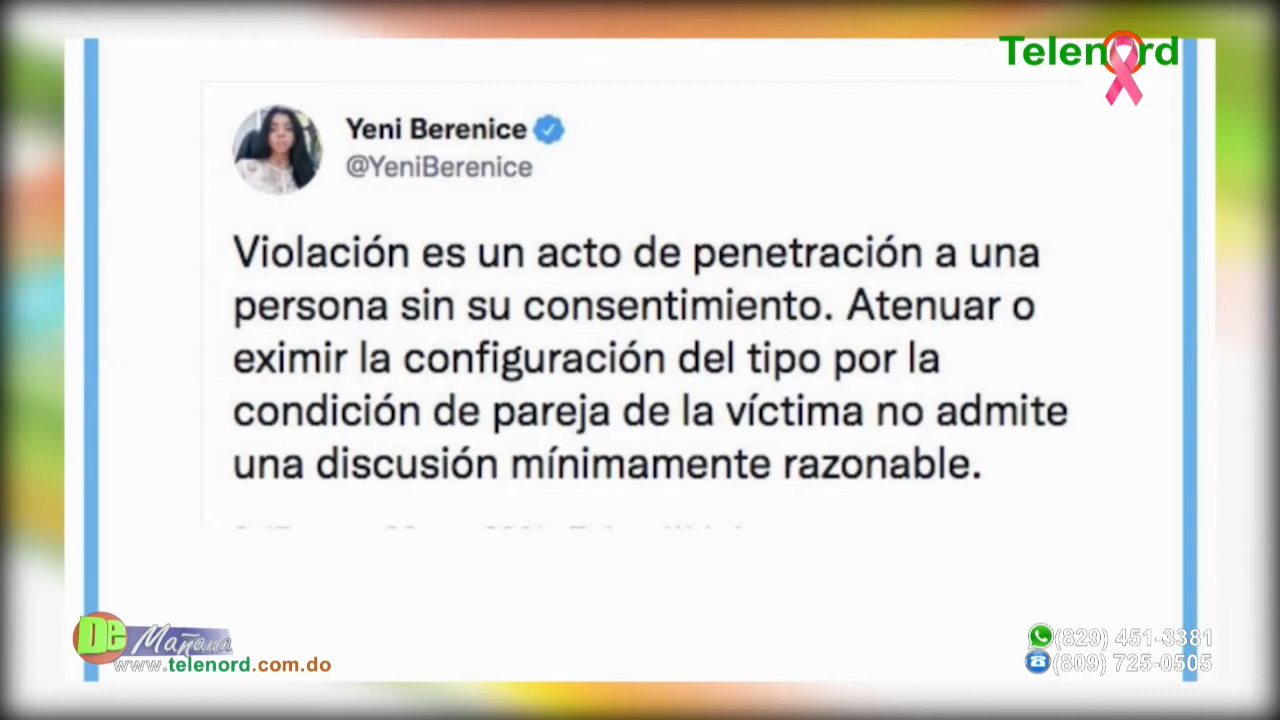 Telenord
Yeni Berenice
@YeniBerenice
Violación es un acto de penetración a una
persona sin su consentimiento. Atenuar o
eximir la configuración del tipo por la
condición de pareja de la víctima no admite
una discusión mínimamente razonable.
De Mañana
www.telenord.com.do
(829) 451-3381
(809) 725-0505